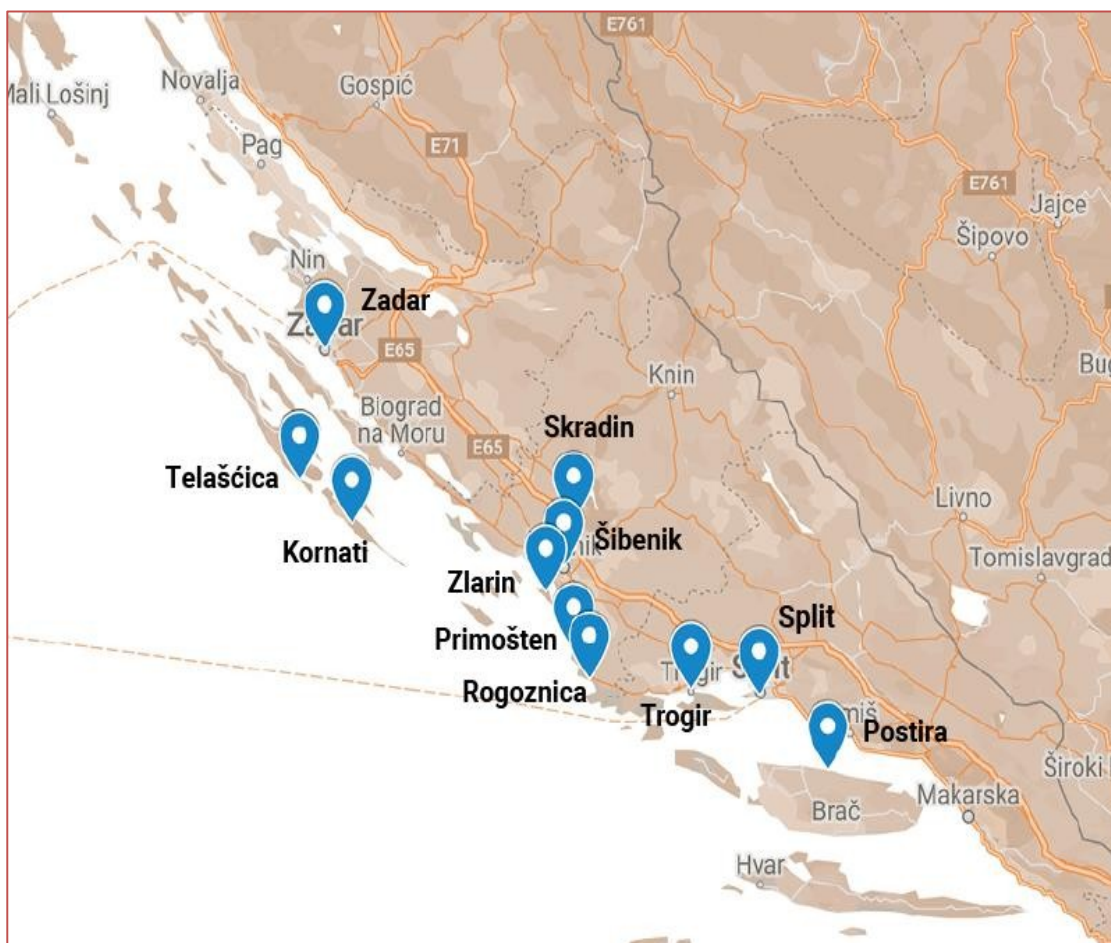 E761
Novalja
Gospić
Mali Lošinj
Pag
E71
E761
Jajce
Šipovo
Nin
Zadar
E65
Knin
Biograd
na Moru
Skradin
E65
Telašćica
Livno
Kornati
Šibenik
Tomislavgrad
Zlarin
Split
Primošten
Rogoznica
Trogir
Postira
Široki
Brač
Makarska
Hvar